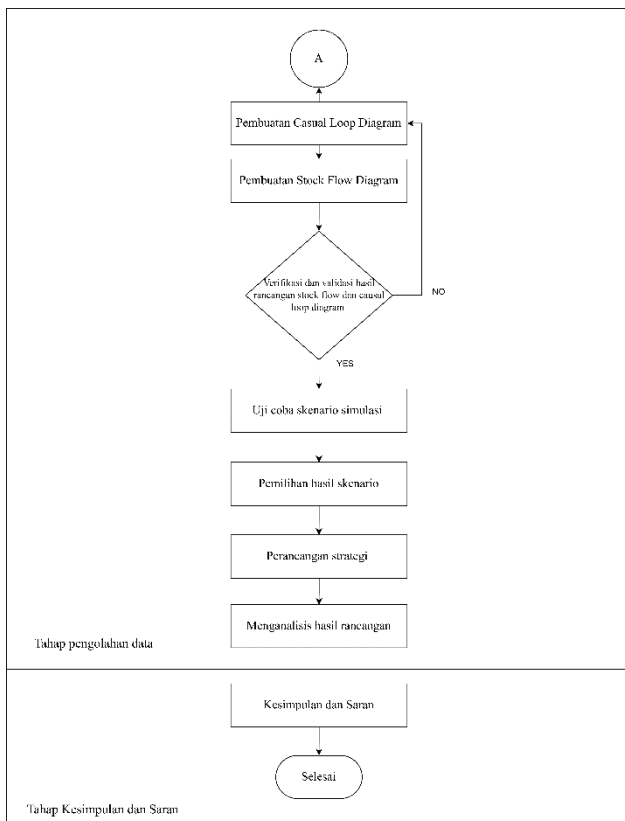 A
Pembuatan Casual Loop Diagram
Pembuatan Stock Flow Diagram
Verifikasi dan validasi hasil
rancangan stock flow dan causal
loop diagram
NO
YES
Uji coba skenario simulasi
Pemilihan hasil skenario
Perancangan strategi
Menganalisis hasil rancangan
Tahap pengolahan data
Kesimpulan dan Saran
Selesai
Tahap Kesimpulan dan Saran